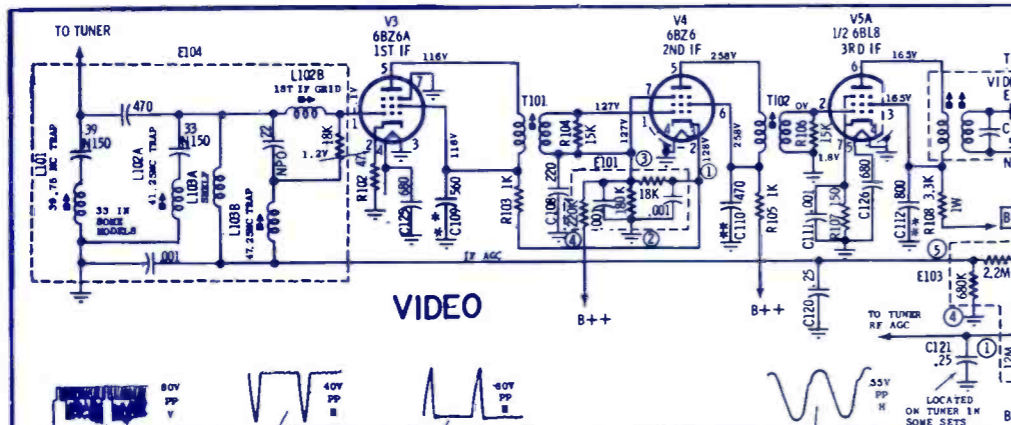 TO TUNER
E104
V3
6BZ6A
1ST IF
V4
6BZ6
2ND IF
V5A
1/2 6BL8
3RD IF
L102B
1ST IF GRID
116V
258V
165V
470
39
N150
33
N150
L101
39.75 MC TRAP
L102A
41.25MC TRAP
L103A
SHELF
22
NPO
18K
1.2V
.1V
L103B
47.25MC TRAP
33 IN
SOME
MODELS
.001
R102
47
680
C125
116V
560
C109
**
R103 1K
T101
R104
15K
127V
127V
128V
220
C108
E101
.001
180K
18K
.001
IF AGC
258V
C110
470
**
R105 1K
T102
0V
R106
15K
1.8V
165V
C111
.001
R107
150
C126
680
C112
800
**
R108 3.3K
1W
.25
C120
E103
680K
2.2M
TO TUNER
RF AGC
C121
.25
LOCATED
ON TUNER IN
SOME SETS
12M
B++
B++
VIDEO
80V
PP
V
40V
PP
H
60V
PP
H
55V
PP
H